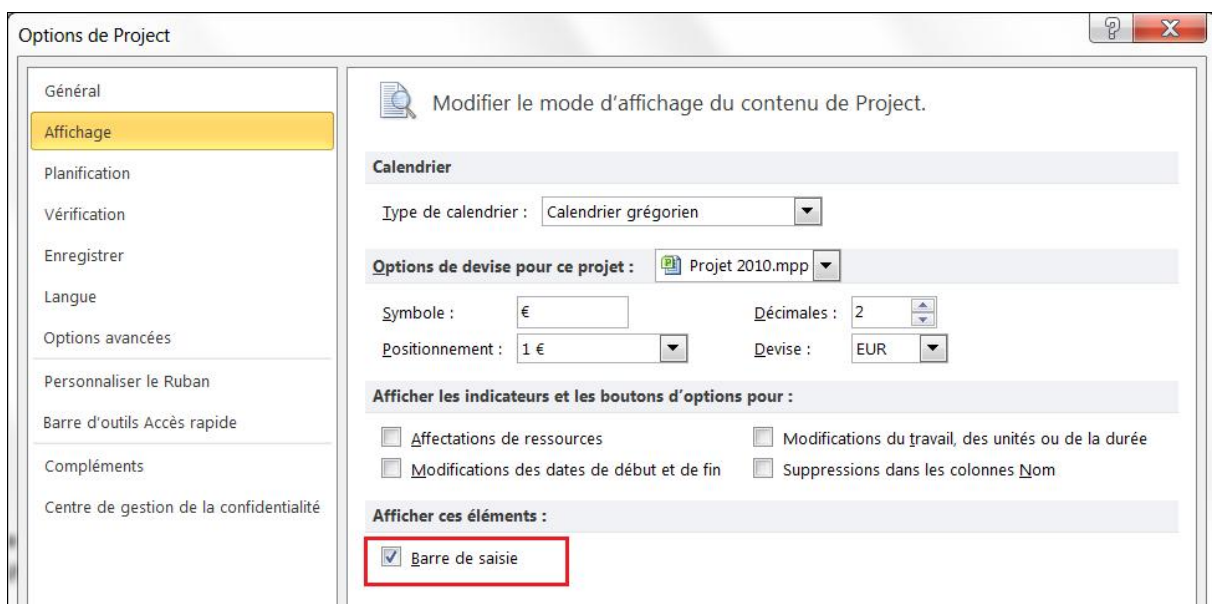 Options de Project
Général
Affichage
Planification
Vérification
Enregistrer
Langue
Options avancées
Personnaliser le Ruban
Barre d'outils Accès rapide
Compléments
Centre de gestion de la confidentialité
Modifier le mode d'affichage du contenu de Project.
Calendrier
Type de calendrier : Calendrier grégorien
Options de devise pour ce projet : Projet 2010.mpp
Symbole : € Décimales : 2
Positionnement : 1 € Devise : EUR
Afficher les indicateurs et les boutons d'options pour :
Affectations de ressources Modifications du travail, des unités ou de la durée
Modifications des dates de début et de fin Suppressions dans les colonnes Nom
Afficher ces éléments :
Barre de saisie